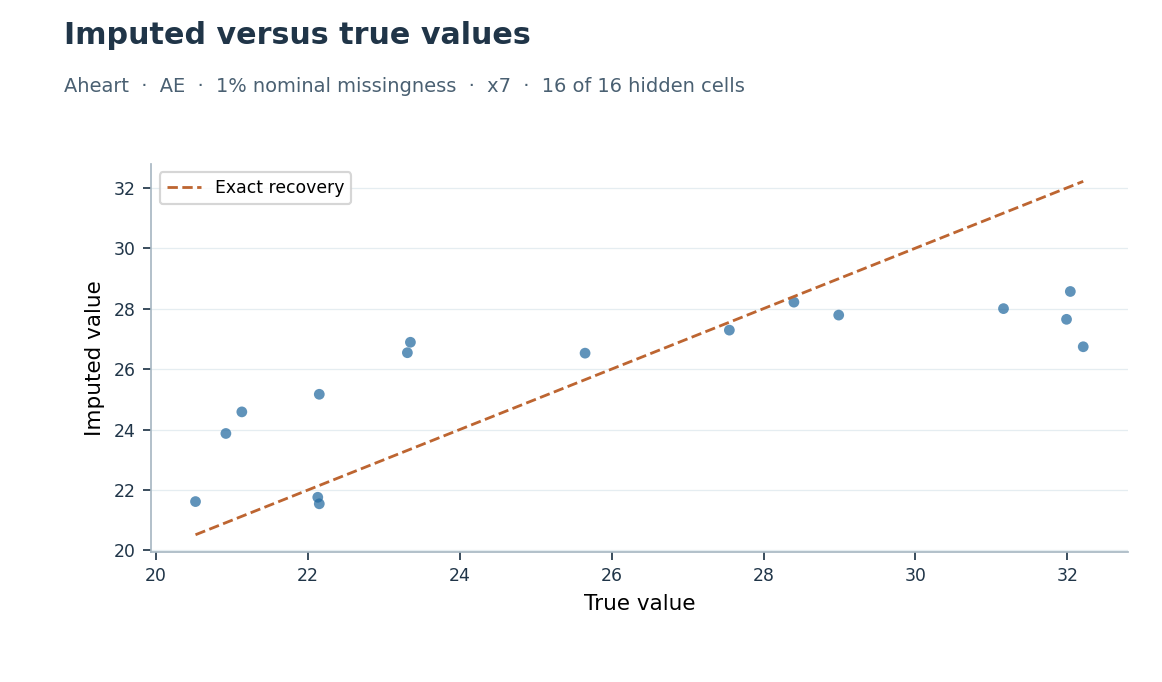 Imputed versus true values
Aheart · AE · 1% nominal missingness · x7 · 16 of 16 hidden cells
Exact recovery
Imputed value
32
30
28
26
24
22
20
20 22 24 26 28 30 32
True value